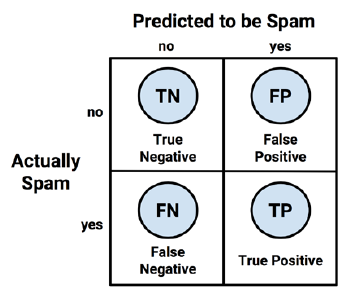 Predicted to be Spam
no yes
no
TN FP
True Negative
False Positive
Actually Spam
yes
FN TP
False Negative
True Positive